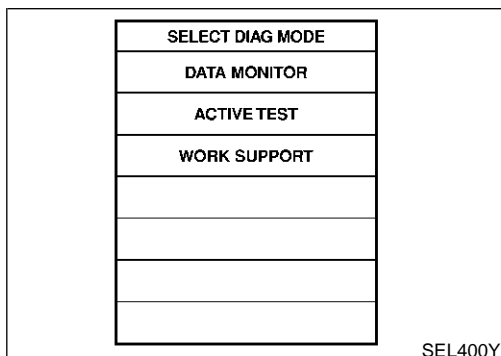 SELECT DIAG MODE
DATA MONITOR
ACTIVE TEST
WORK SUPPORT
SEL400Y